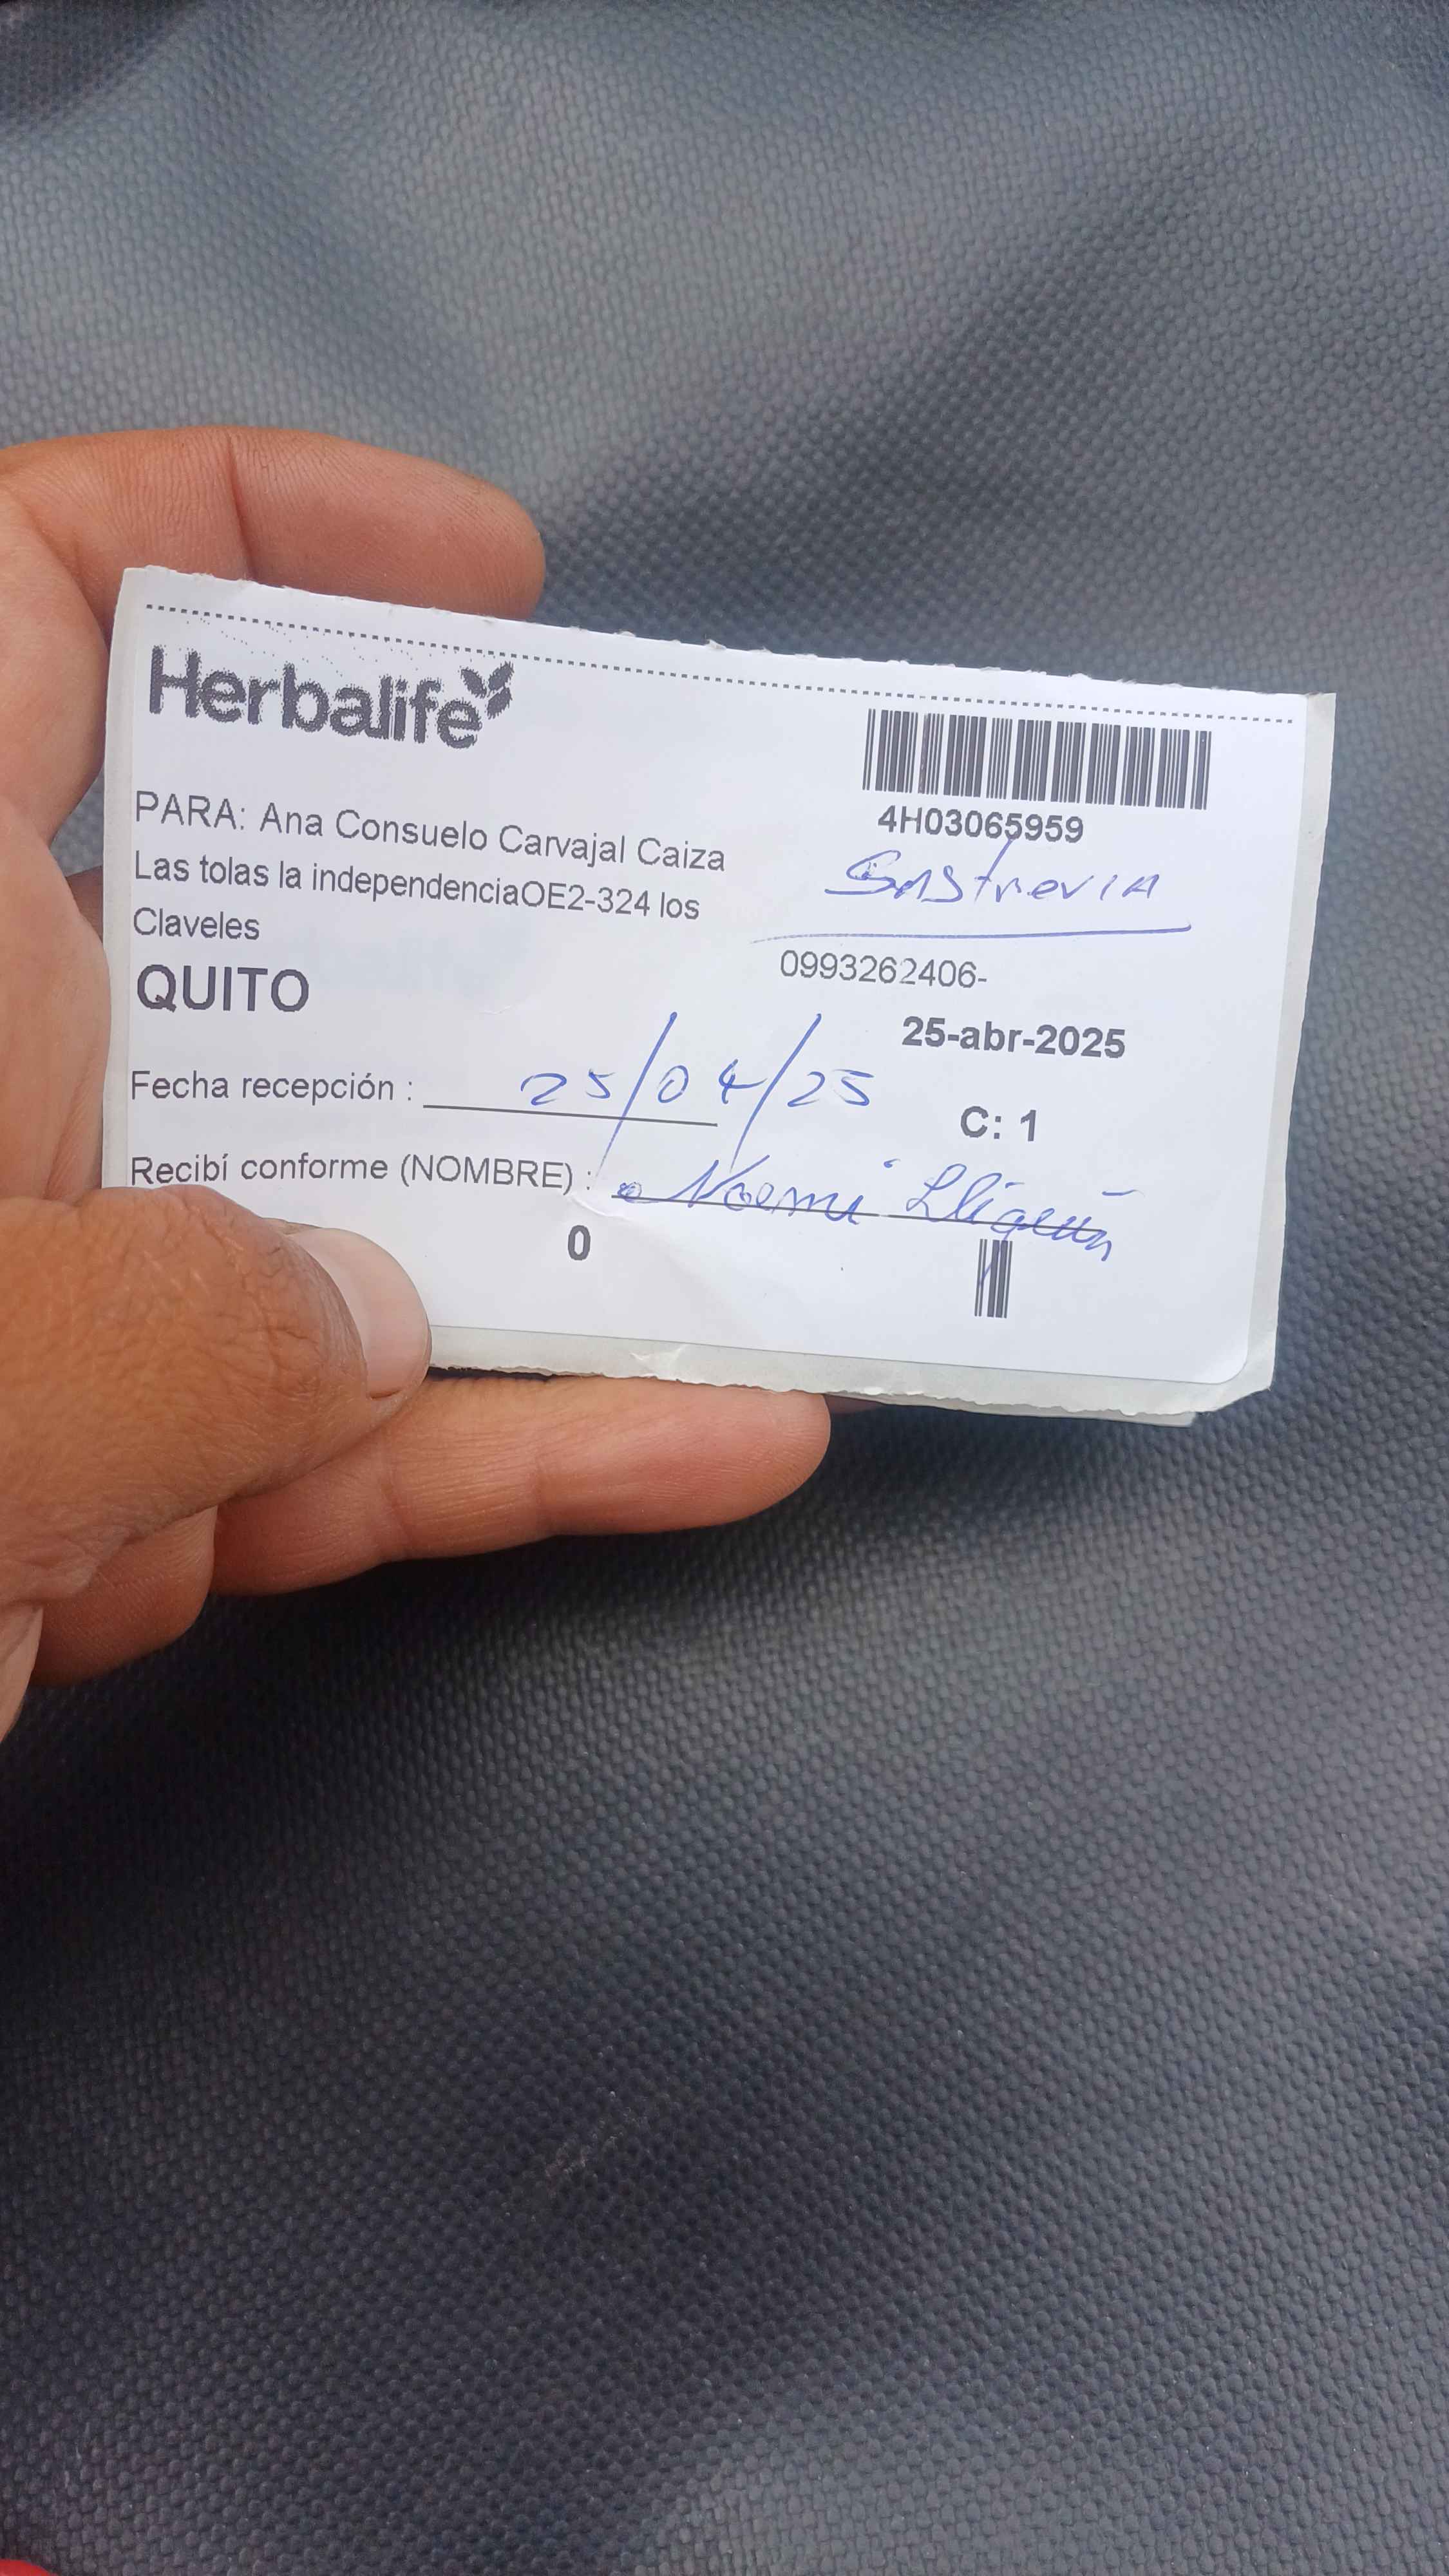 Herbalife
4H03065959
PARA: Ana Consuelo Carvajal Caiza
Las tolas la independenciaOE2-324 los
Claveles
Sastreria
0993262406-
QUITO
25-abr-2025
Fecha recepción : 25/04/25
C: 1
Recibí conforme (NOMBRE) : Noemi
0